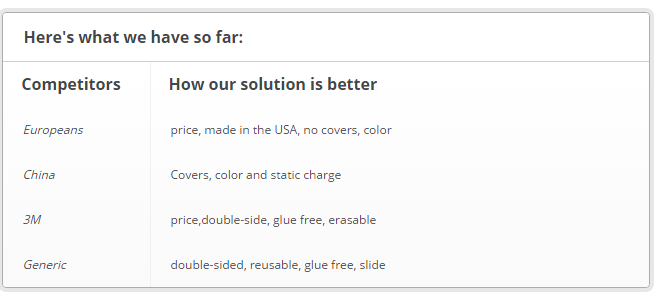 Here's what we have so far:
Competitors How our solution is better
Europeans price, made in the USA, no covers, color
China Covers, color and static charge
3M price,double-side, glue free, erasable
Generic double-sided, reusable, glue free, slide